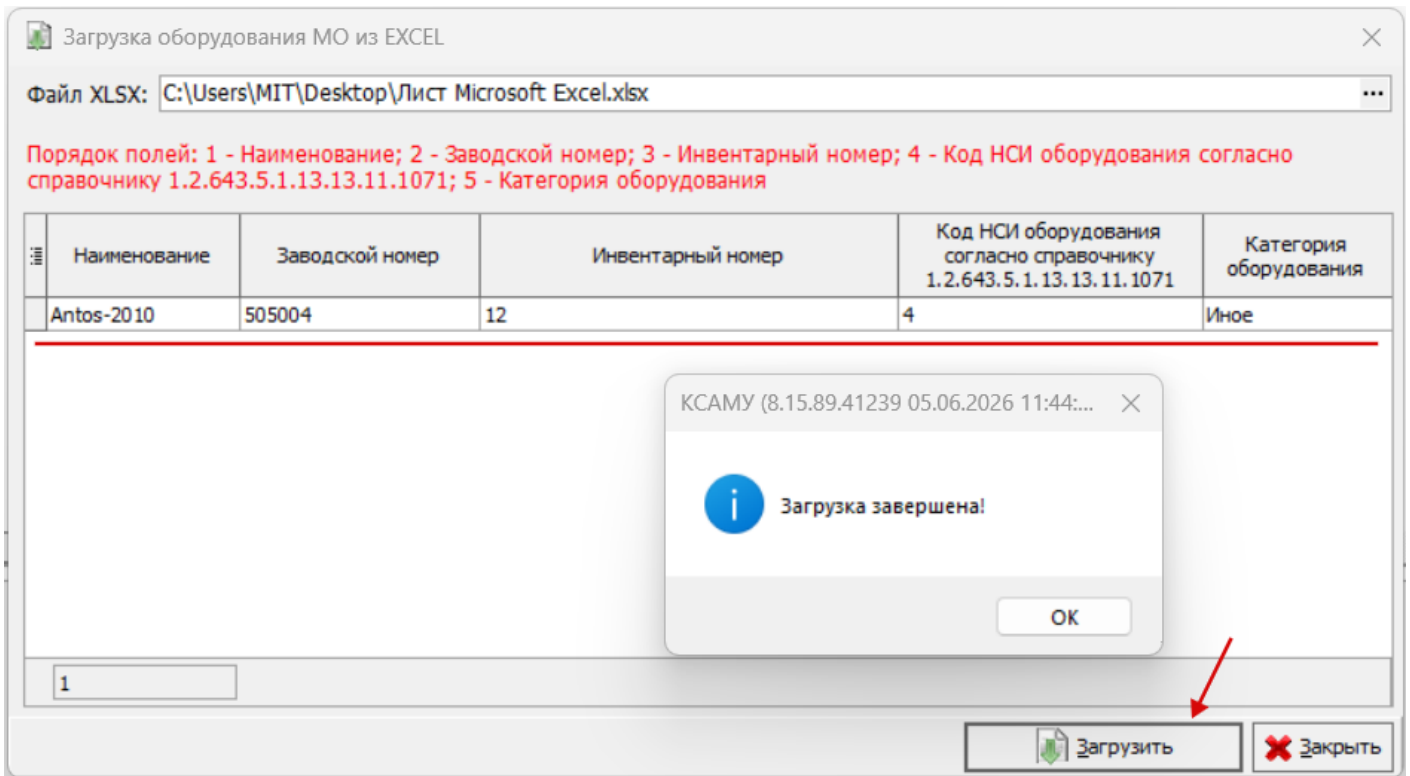 Загрузка оборудования МО из EXCEL
Файл XLSX: C:\Users\MIT\Desktop\Лист Microsoft Excel.xlsx ...
Порядок полей: 1 - Наименование; 2 - Заводской номер; 3 - Инвентарный номер; 4 - Код НСИ оборудования согласно
справочнику 1.2.643.5.1.13.13.11.1071; 5 - Категория оборудования
Наименование
Заводской номер
Инвентарный номер
Код НСИ оборудования
согласно справочнику
1.2.643.5.1.13.13.11.1071
Категория
оборудования
Antos-2010 505004 12 4 Иное
КСАМУ (8.15.89.41239 05.06.2026 11:44:...
Загрузка завершена!
ОК
1
Загрузить
Закрыть